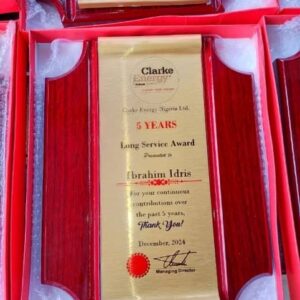 Clarke
Energy
Clarke Energy Nigeria Ltd.
5 YEARS
Long Service Award
Presented to
Ibrahim Idris
For your continuous
contributions over
the past 5 years,
Thank You!
December, 2024
Managing Director